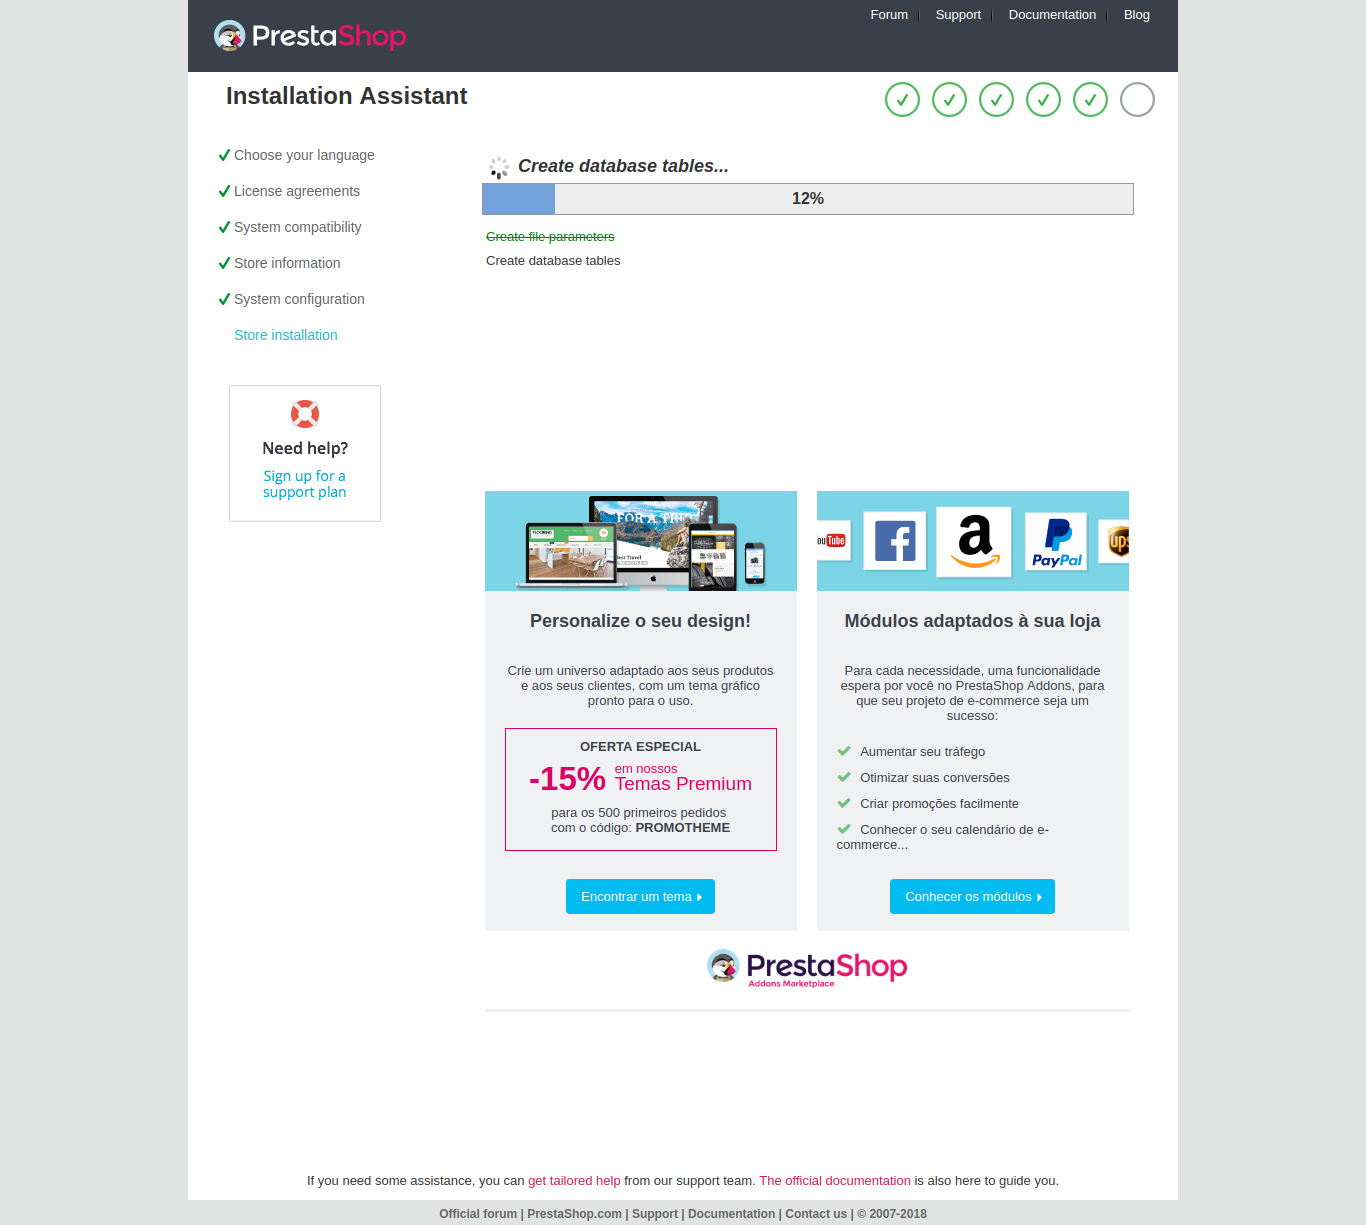 Forum | Support | Documentation | Blog
PrestaShop
Installation Assistant
Choose your language
License agreements
System compatibility
Store information
System configuration
Store installation
Need help?
Sign up for a
support plan
Create database tables...
12%
Create file parameters
Create database tables
FLOORING
FOR A TRIP
Best Travel
ACCESSORIES
You Tube
amazon
PayPal
ups
Personalize o seu design!
Crie um universo adaptado aos seus produtos
e aos seus clientes, com um tema gráfico
pronto para o uso.
OFERTA ESPECIAL
-15% em nossos
Temas Premium
para os 500 primeiros pedidos
com o código: PROMOTHEME
Encontrar um tema
Módulos adaptados à sua loja
Para cada necessidade, uma funcionalidade
espera por você no PrestaShop Addons, para
que seu projeto de e-commerce seja um
sucesso:
Aumentar seu tráfego
Otimizar suas conversões
Criar promoções facilmente
Conhecer o seu calendário de e-
commerce...
Conhecer os módulos
PrestaShop
Addons Marketplace
If you need some assistance, you can get tailored help from our support team. The official documentation is also here to guide you.
Official forum | PrestaShop.com | Support | Documentation | Contact us | © 2007-2018